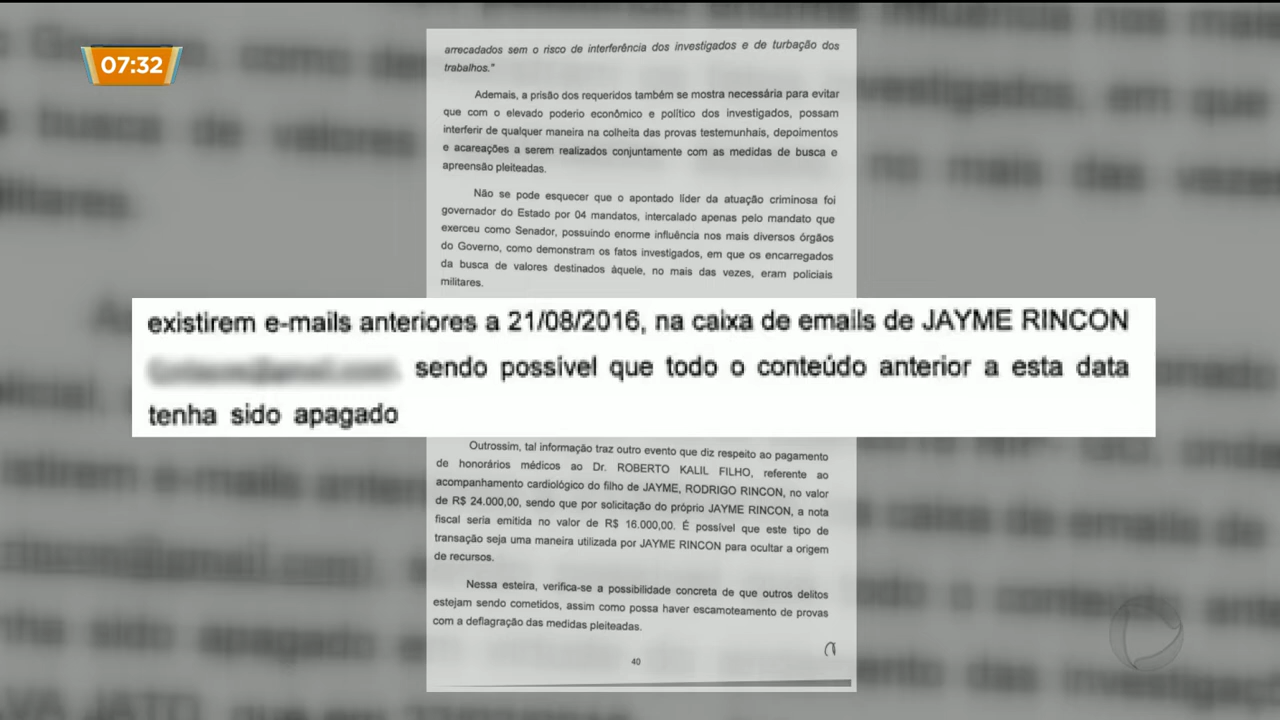 07:32
arrecadados sem o risco de interferência dos investigados e de turbação dos
trabalhos."
Ademais, a prisão dos requeridos também se mostra necessária para evitar
que com o elevado poderio econômico e político dos investigados, possam
interferir de qualquer maneira na colheita das provas testemunhais, depoimentos
e acareações a serem realizados conjuntamente com as medidas de busca e
apreensão pleiteadas.
Não se pode esquecer que o apontado líder da atuação criminosa foi
governador do Estado por 04 mandatos, intercalado apenas pelo mandato que
exerceu como Senador, possuindo enorme influência nos mais diversos órgãos
do Governo, como demonstram os fatos investigados, em que os encarregados
da busca de valores destinados àquele, no mais das vezes, eram policiais
militares.
existirem e-mails anteriores a 21/08/2016, na caixa de emails de JAYME RINCON
sendo possível que todo o conteúdo anterior a esta data
tenha sido apagado
Outrossim, tal informação traz outro evento que diz respeito ao pagamento
de honorários médicos ao Dr. ROBERTO KALIL FILHO, referente ao
acompanhamento cardiológico do filho de JAYME, RODRIGO RINCON, no valor
de R$ 24.000,00, sendo que por solicitação do próprio JAYME RINCON, a nota
fiscal seria emitida no valor de R$ 16.000,00. É possível que este tipo de
transação seja uma maneira utilizada por JAYME RINCON para ocultar a origem
de recursos.
Nessa esteira, verifica-se a possibilidade concreta de que outros delitos
estejam sendo cometidos, assim como possa haver escamoteamento de provas
com a deflagração das medidas pleiteadas.
40